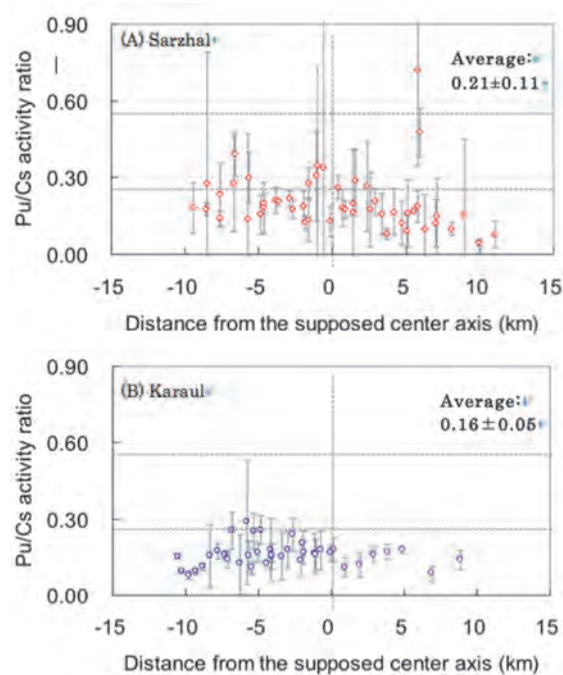 0.90
(A) Sarzhal
Average:
0.21±0.11
Pu/Cs activity ratio
0.60
0.30
0.00
-15 -10 -5 0 5 10 15
Distance from the supposed center axis (km)
0.90
(B) Karaul
Average:
0.16±0.05
Pu/Cs activity ratio
0.60
0.30
0.00
-15 -10 -5 0 5 10 15
Distance from the supposed center axis (km)